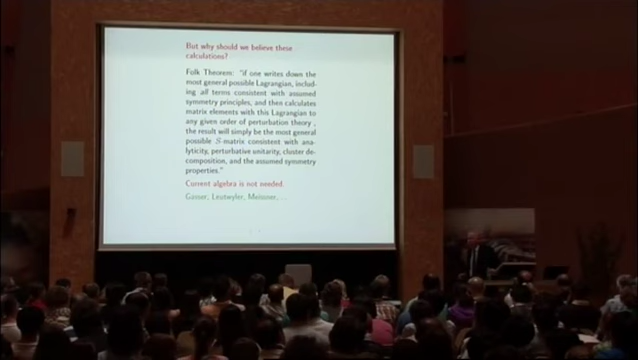 But why should we believe these
calculations?
Folk Theorem: "if one writes down the
most general possible Lagrangian, includ-
ing all terms consistent with assumed
symmetry principles, and then calculates
matrix elements with this Lagrangian to
any given order of perturbation theory ,
the result will simply be the most general
possible S-matrix consistent with ana-
lyticity, perturbative unitarity, cluster de-
composition, and the assumed symmetry
properties."
Current algebra is not needed
Gasser, Leutwyler, Meissner, . . .